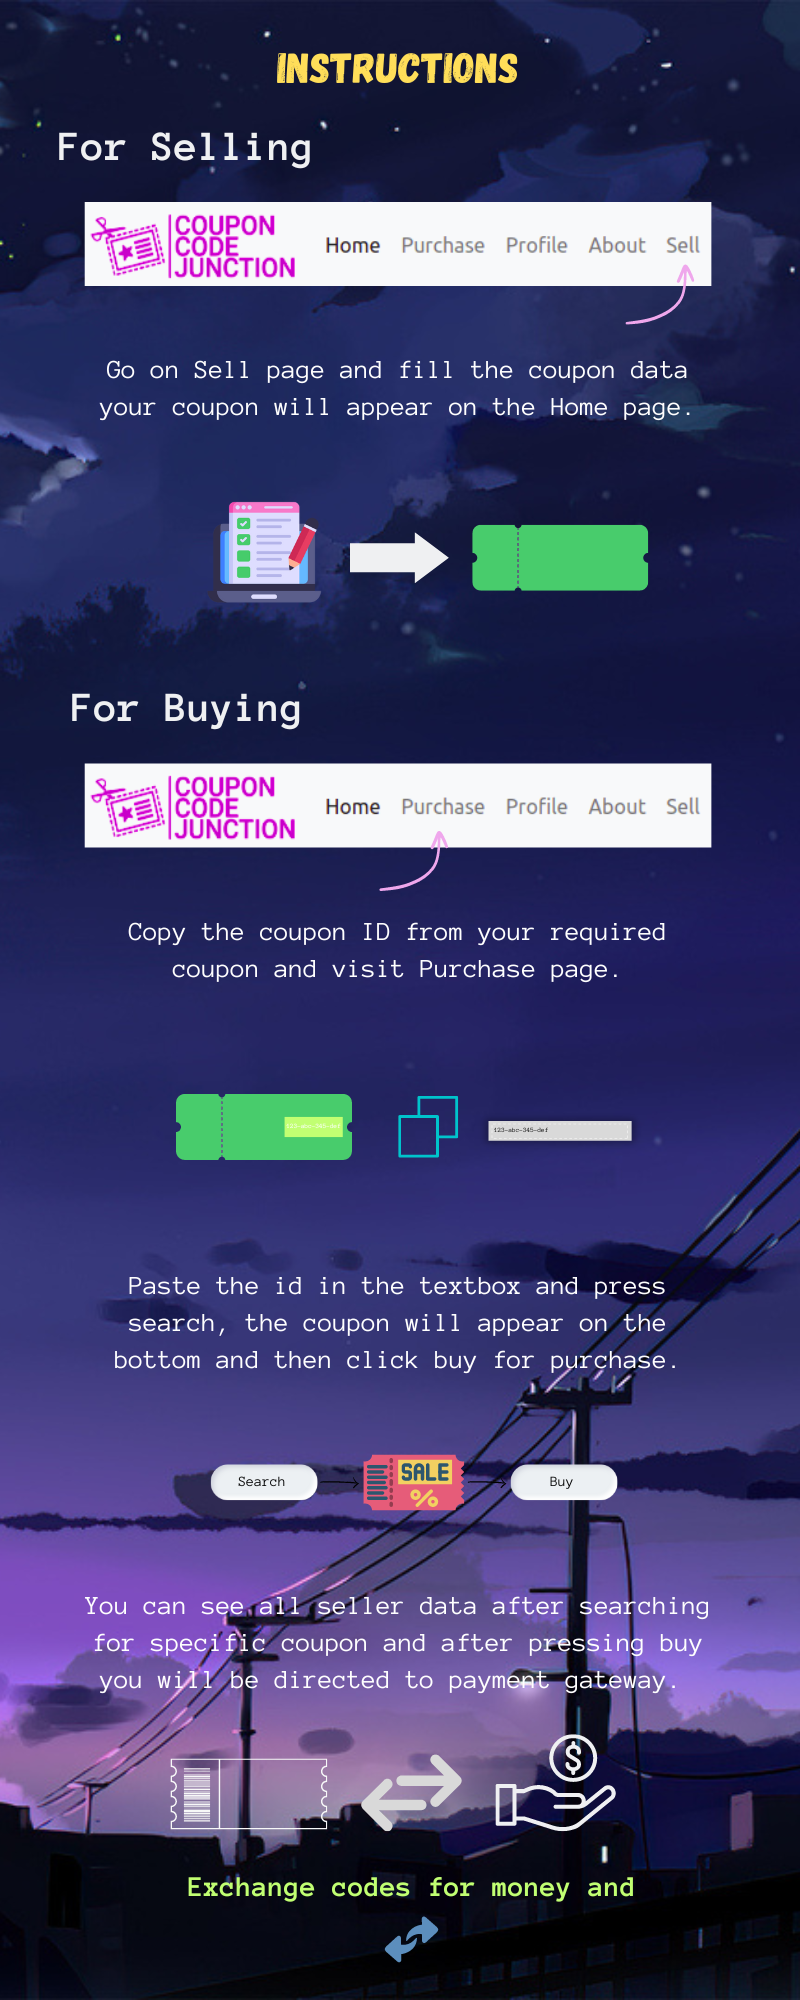 INSTRUCTIONS
For Selling
COUPON
CODE
JUNCTION
Home Purchase Profile About Sell
Go on Sell page and fill the coupon data
your coupon will appear on the Home page.
For Buying
COUPON
CODE
JUNCTION
Home Purchase Profile About Sell
Copy the coupon ID from your required
coupon and visit Purchase page.
123-abc-345-def
123-abc-345-def
Paste the id in the textbox and press
search, the coupon will appear on the
bottom and then click buy for purchase.
Search
SALE
%
Buy
You can see all seller data after searching
for specific coupon and after pressing buy
you will be directed to payment gateway.
$
Exchange codes for money and